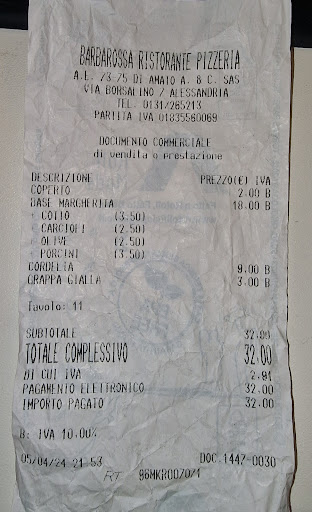 BARBAROSSA RISTORANTE PIZZERIA
A.E. 73/75 DI AMATO A. & C. SAS
VIA BORSALINO 7 ALESSANDRIA
TEL. 0131/265213
PARTITA IVA 01835560069
DOCUMENTO COMMERCIALE
di vendita o prestazione
DESCRIZIONE PREZZO(€) IVA
COPERTO 2.00 B
BASE MARGHERITA 18.00 B
+ COTTO (3.50)
+ CARCIOFI (2.50)
+ OLIVE (2.50)
+ PORCINI (3.50)
CORDELIA 9.00 B
GRAPPA GIALLA 3.00 B
Tavolo: 11
SUBTOTALE 32.00
TOTALE COMPLESSIVO 32.00
DI CUI IVA 2.91
PAGAMENTO ELETTRONICO 32.00
IMPORTO PAGATO 32.00
B: IVA 10.00%
05/04/24 21:53 DOC.1447-0030
RT